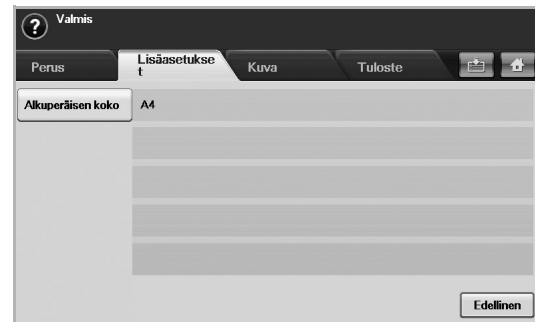 Valmis
Perus
Lisäasetukse
t
Kuva
Tuloste
Alkuperäisen koko
A4
Edellinen